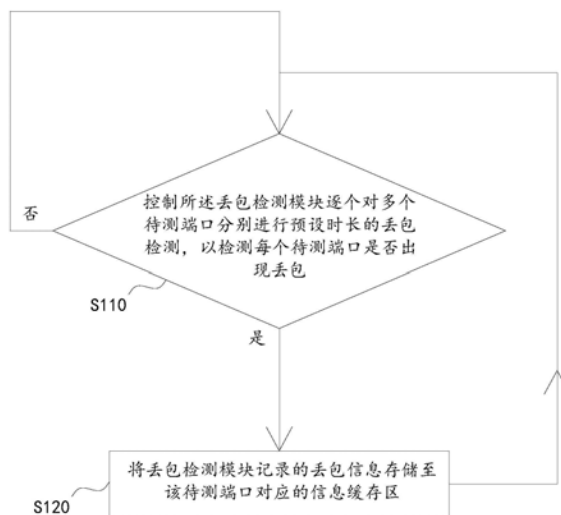 控制所述丢包检测模块逐个对多个
待测端口分别进行预设时长的丢包
检测，以检测每个待测端口是否出
现丢包
否
S110
是
将丢包检测模块记录的丢包信息存储至
该待测端口对应的信息缓存区
S120